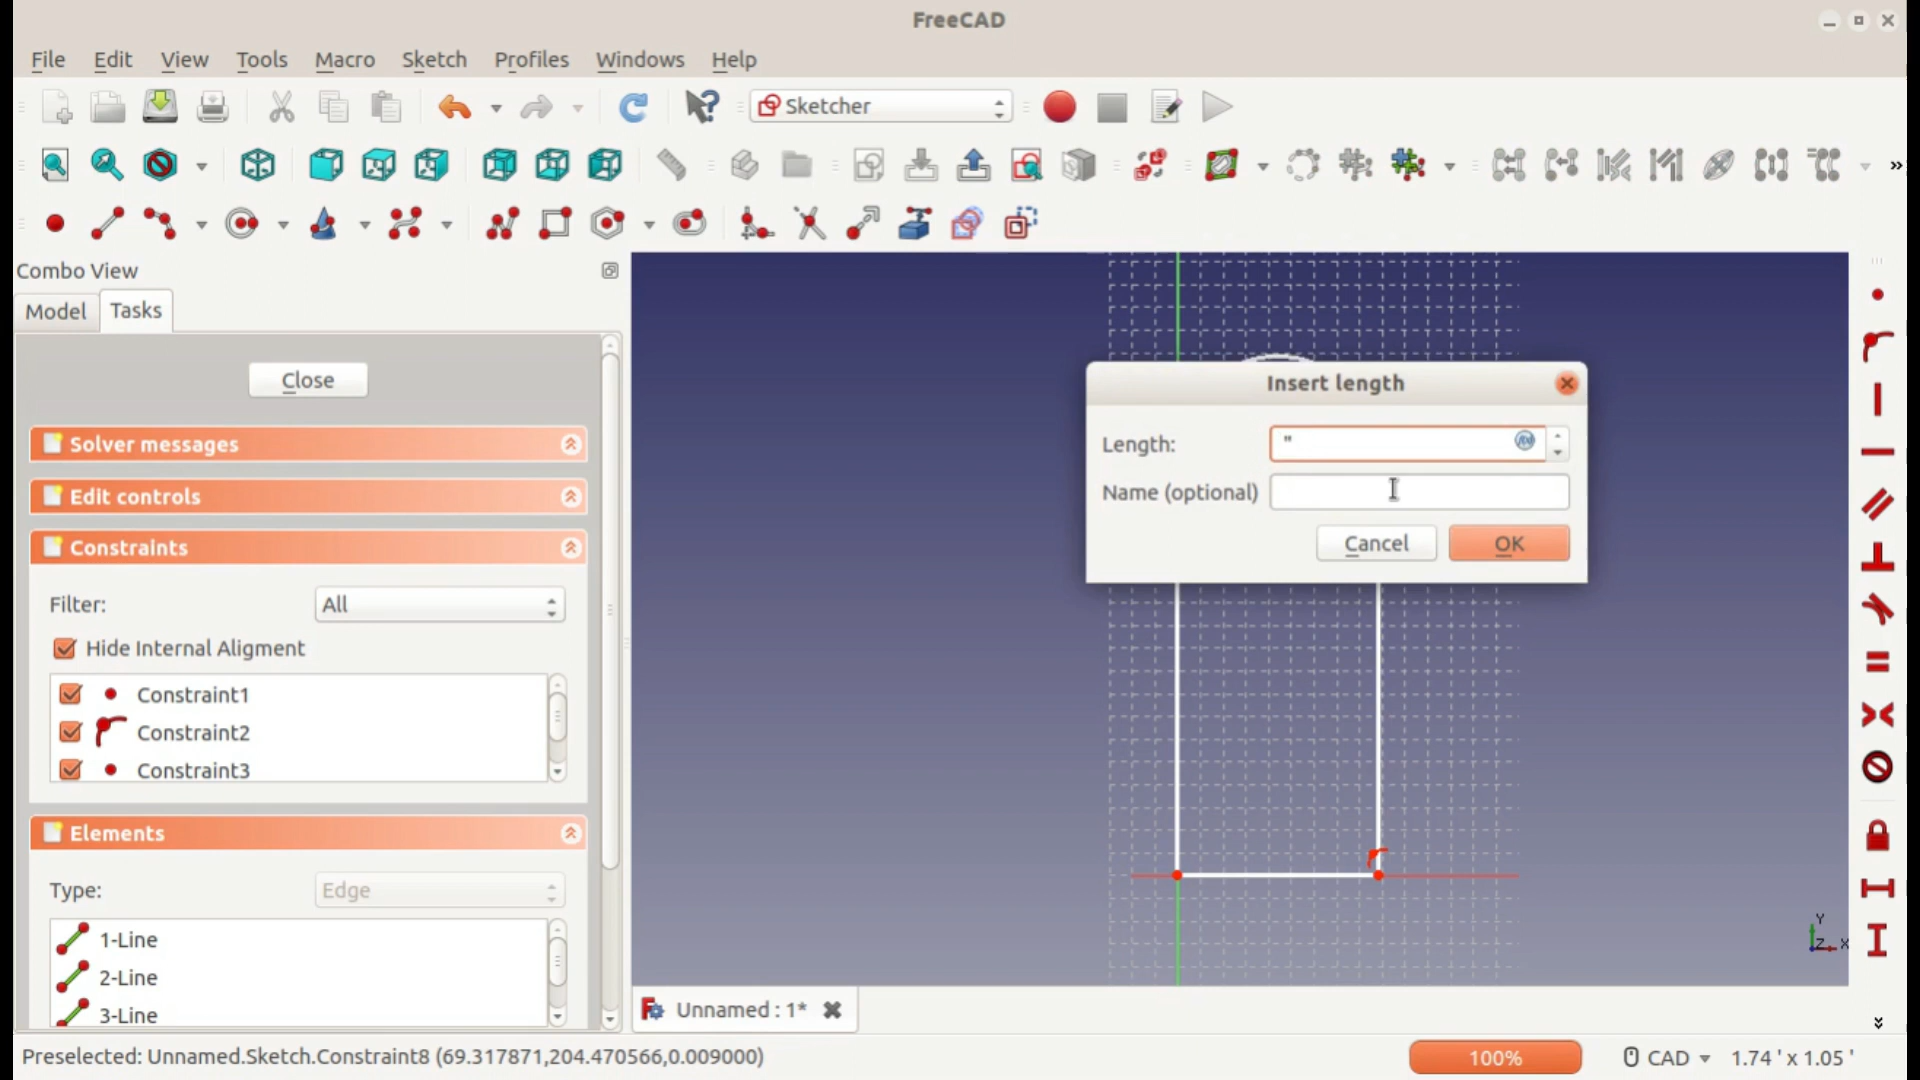 FreeCAD
File Edit View Tools Macro Sketch Profiles Windows Help
Sketcher
Combo View
Model Tasks
Close
Solver messages
Edit controls
Constraints
Filter: All
Hide Internal Aligment
Constraint1
Constraint2
Constraint3
Elements
Type: Edge
1-Line
2-Line
3-Line
Insert length
Length: "
Name (optional)
Cancel OK
Y
Z X
Unnamed : 1*
Preselected: Unnamed.Sketch.Constraint8 (69.317871,204.470566,0.009000)
100% CAD 1.74 ' x 1.05 '